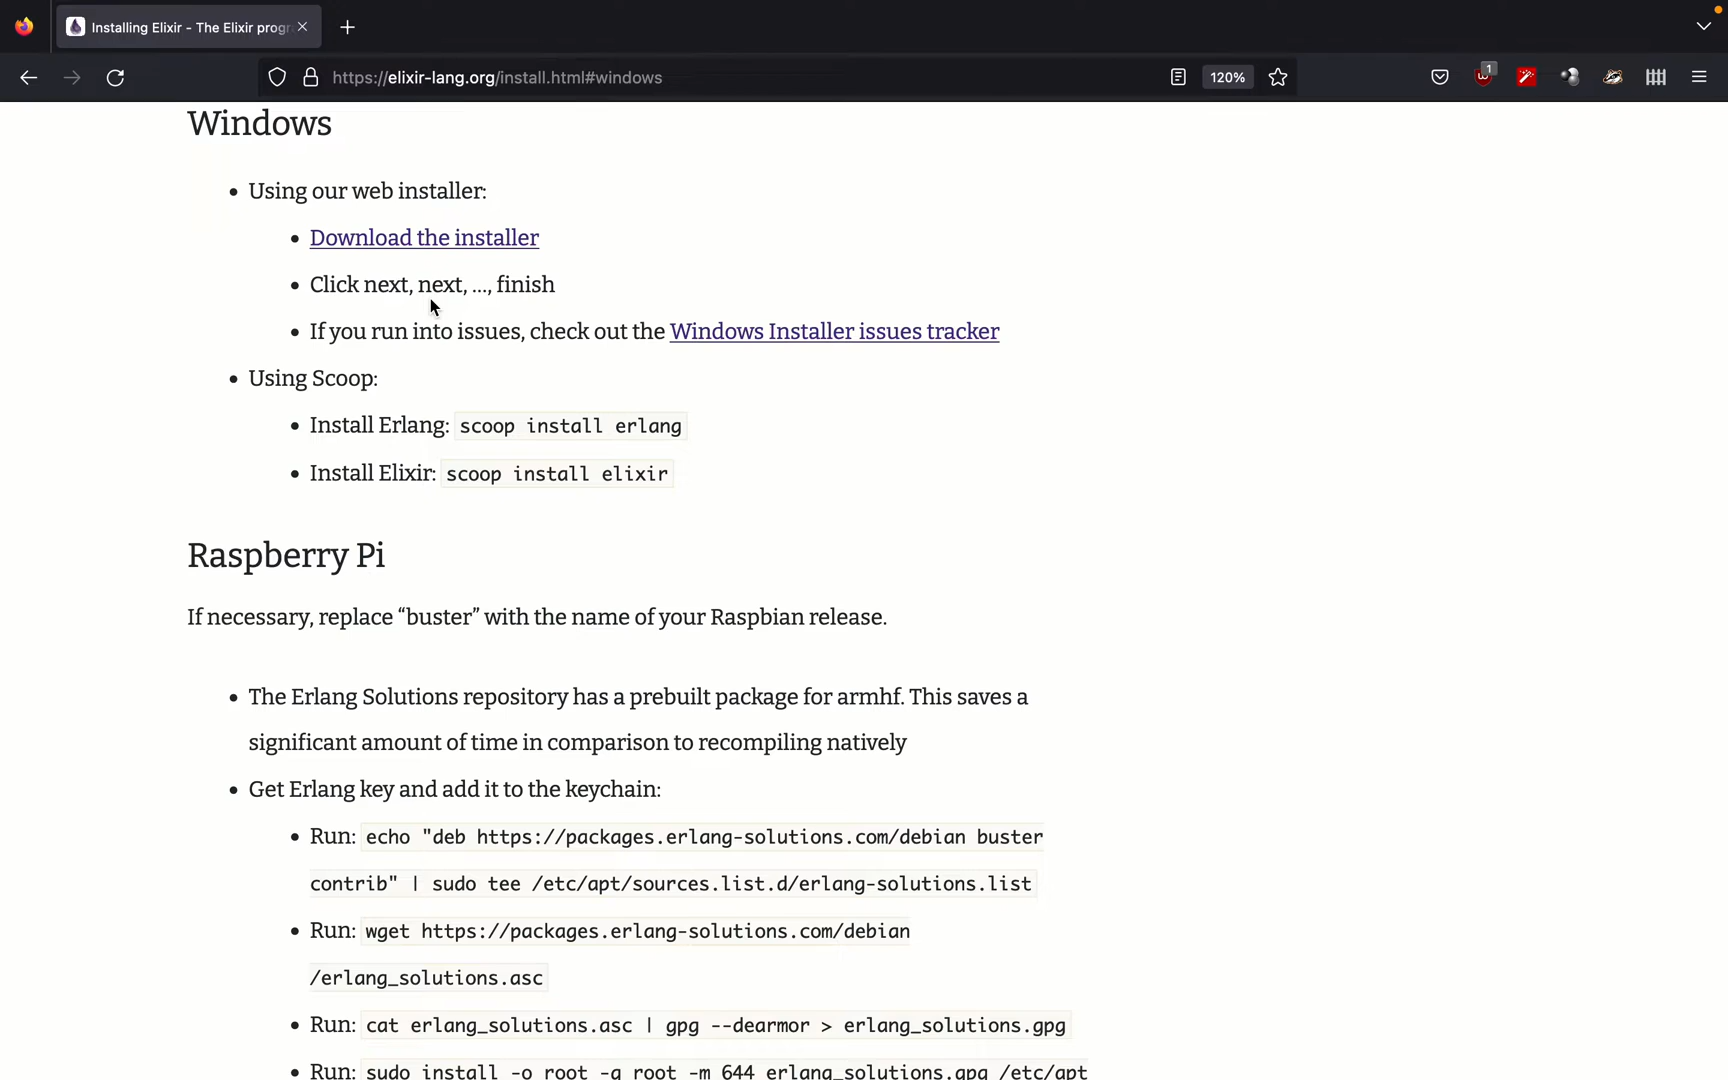 Installing Elixir - The Elixir progr
https://elixir-lang.org/install.html#windows
120%
1
Windows
• Using our web installer:
• Download the installer
• Click next, next, ..., finish
• If you run into issues, check out the Windows Installer issues tracker
• Using Scoop:
• Install Erlang: scoop install erlang
• Install Elixir: scoop install elixir
Raspberry Pi
If necessary, replace “buster” with the name of your Raspbian release.
• The Erlang Solutions repository has a prebuilt package for armhf. This saves a
significant amount of time in comparison to recompiling natively
• Get Erlang key and add it to the keychain:
• Run: echo "deb https://packages.erlang-solutions.com/debian buster
contrib" | sudo tee /etc/apt/sources.list.d/erlang-solutions.list
• Run: wget https://packages.erlang-solutions.com/debian
/erlang_solutions.asc
• Run: cat erlang_solutions.asc | gpg --dearmor > erlang_solutions.gpg
• Run: sudo install -o root -g root -m 644 erlang_solutions.gpg /etc/apt